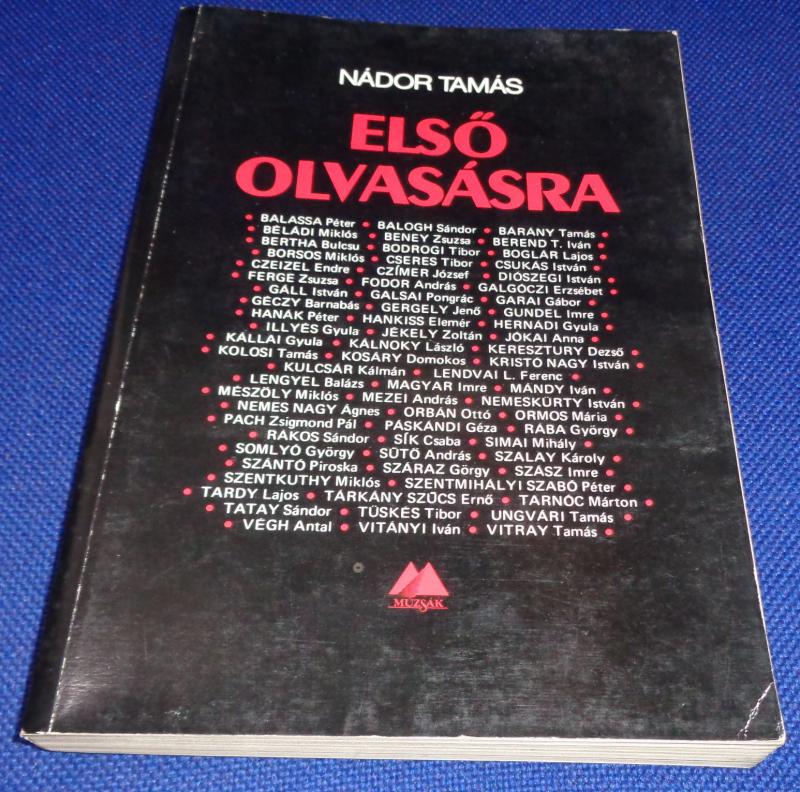 NÁDOR TAMÁS
ELSŐ
OLVASÁSRA
• BALASSA Péter • BALOGH Sándor • BÁRÁNY Tamás •
• BÉLÁDI Miklós • BENEY Zsuzsa • BEREND T. Iván •
• BERTHA Bulcsu • BODROGI Tibor • BOGLÁR Lajos •
• BORSOS Miklós • CSERES Tibor • CSUKÁS István •
• CZEIZEL Endre • CZÍMER József • DIÓSZEGI István •
• FERGE Zsuzsa • FODOR András • GALGÓCZI Erzsébet •
• GÁLL István • GALSAI Pongrác • GARAI Gábor •
• GÉCZY Barnabás • GERGELY Jenő • GUNDEL Imre •
• HANÁK Péter • HANKISS Elemér • HERNÁDI Gyula •
• ILLYÉS Gyula • JÉKELY Zoltán • JÓKAI Anna •
• KÁLLAI Gyula • KÁLNOKY László • KERESZTURY Dezső •
• KOLOSI Tamás • KOSÁRY Domokos • KRISTÓ NAGY István •
• KULCSÁR Kálmán • LENDVAI L. Ferenc •
• LENGYEL Balázs • MAGYAR Imre • MÁNDY Iván •
• MÉSZÖLY Miklós • MEZEI András • NEMESKÜRTY István •
• NEMES NAGY Ágnes • ORBÁN Ottó • ORMOS Mária •
• PACH Zsigmond Pál • PÁSKÁNDI Géza • RÁBA György •
• RÁKOS Sándor • SÍK Csaba • SIMAI Mihály •
• SOMLYÓ György • SÜTŐ András • SZALAY Károly •
• SZÁNTÓ Piroska • SZÁRAZ György • SZÁSZ Imre •
• SZENTKUTHY Miklós • SZENTMIHÁLYI SZABÓ Péter •
• TARDY Lajos • TÁRKÁNY SZÜCS Ernő • TARNÓC Márton •
• TATAY Sándor • TÜSKÉS Tibor • UNGVÁRI Tamás •
• VÉGH Antal • VITÁNYI Iván • VITRAY Tamás •
MÚZSÁK